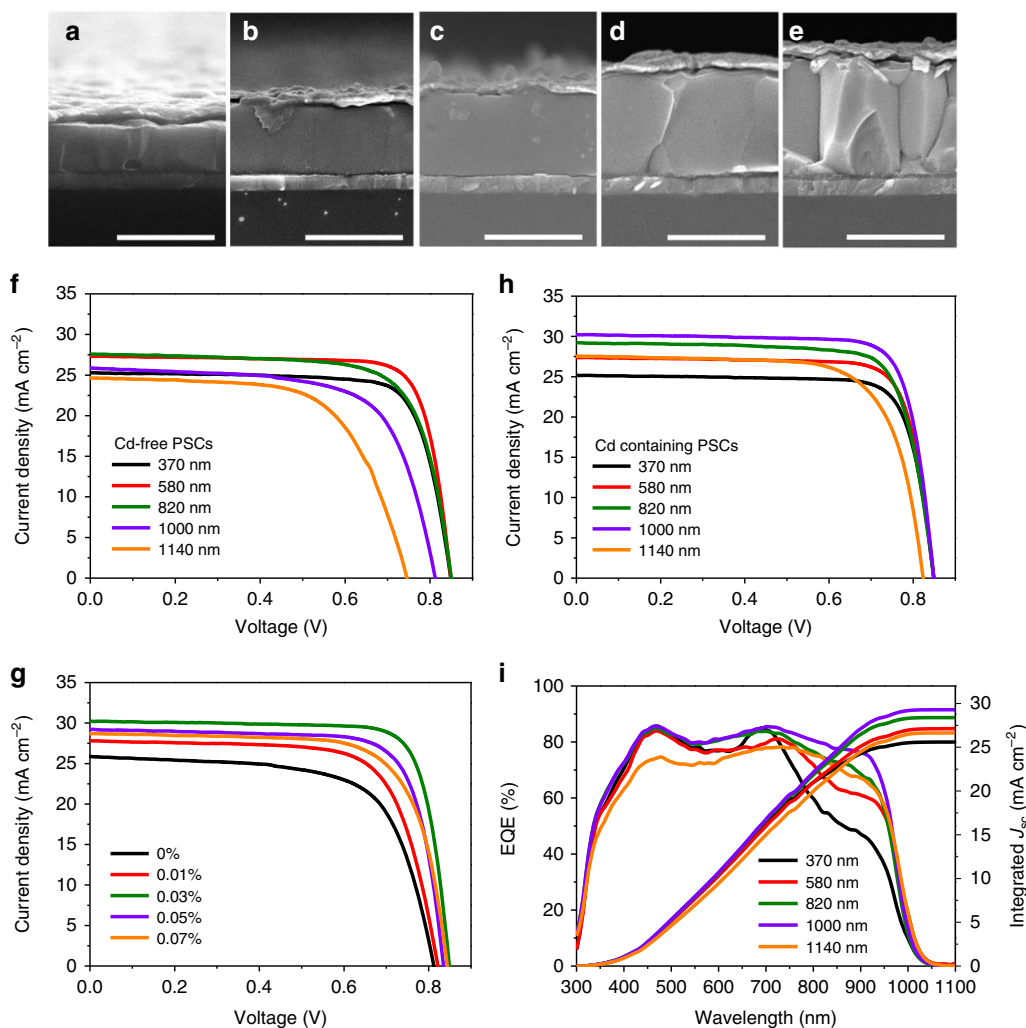 a
b
c
d
e
f
35
30
25
20
15
10
5
0
Current density (mA cm⁻²)
Cd-free PSCs
370 nm
580 nm
820 nm
1000 nm
1140 nm
0.0
0.2
0.4
0.6
0.8
Voltage (V)
h
35
30
25
20
15
10
5
0
Current density (mA cm⁻²)
Cd containing PSCs
370 nm
580 nm
820 nm
1000 nm
1140 nm
0.0
0.2
0.4
0.6
0.8
Voltage (V)
g
35
30
25
20
15
10
5
0
Current density (mA cm⁻²)
0%
0.01%
0.03%
0.05%
0.07%
0.0
0.2
0.4
0.6
0.8
Voltage (V)
i
100
80
60
40
20
0
EQE (%)
370 nm
580 nm
820 nm
1000 nm
1140 nm
30
25
20
15
10
5
0
Integrated Jsc (mA cm⁻²)
300
400
500
600
700
800
900
1000
1100
Wavelength (nm)